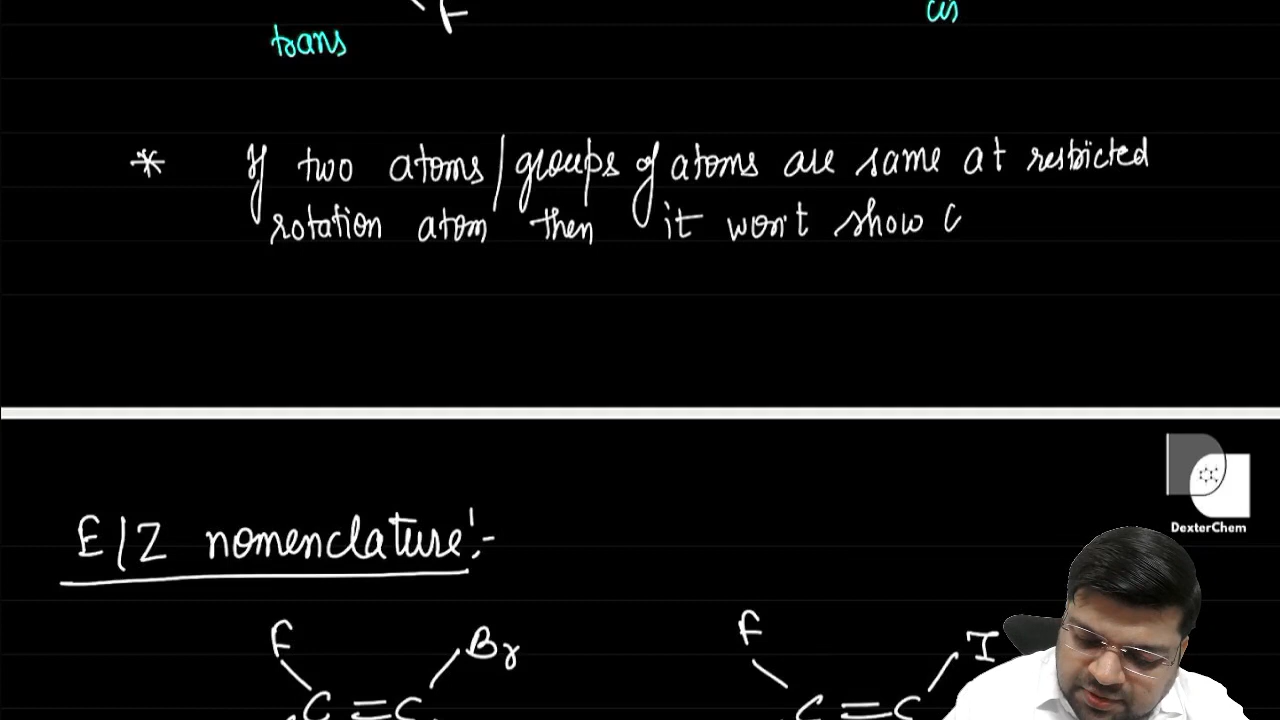 F
cis
trans
* If two atoms/groups of atoms are same at restricted
rotation atom then it won't show C
DexterChem
E/Z nomenclature:-
F
Br
F
I
C=C
C=C